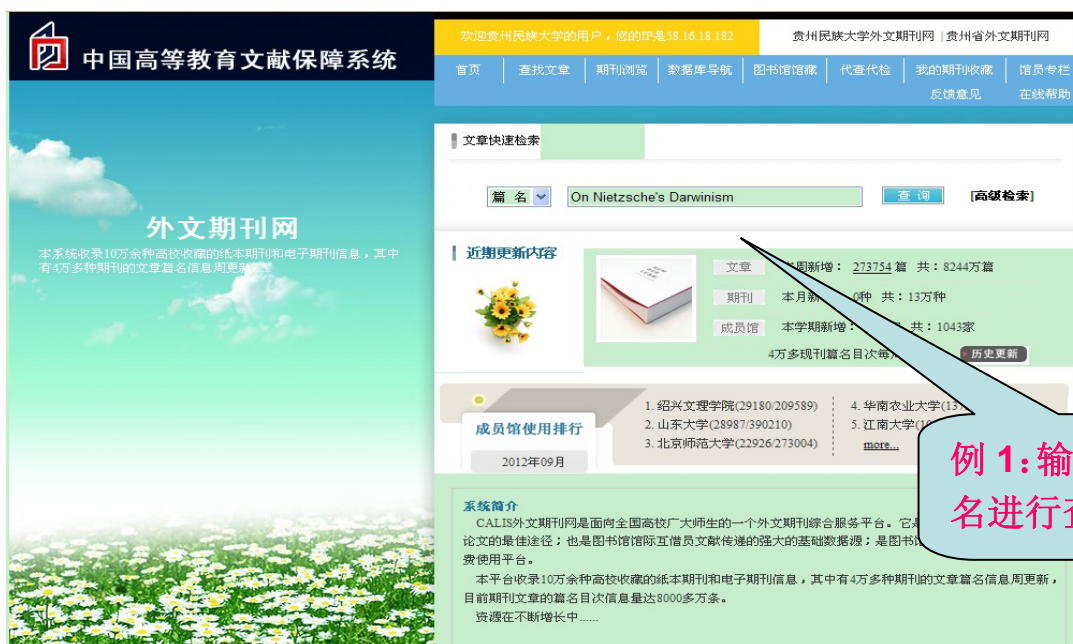 中国高等教育文献保障系统
欢迎贵州民族大学的用户，您的IP是58.16.18.182
贵州民族大学外文期刊网 | 贵州省外文期刊网
首页 查找文章 期刊浏览 数据库导航 图书馆馆藏 代查代检 我的期刊收藏 馆员专栏
反馈意见 在线帮助
文章快速检索
篇 名 On Nietzsche's Darwinism 查 询 [高级检索]
外文期刊网
本系统收录10万余种高校收藏的纸本期刊和电子期刊信息，其中
有4万多种期刊的文章篇名信息周更新
近期更新内容
文章 周新增： 273754 篇 共：8244万篇
期刊 本月新 0种 共：13万种
成员馆 本学期新增： 共：1043家
4万多现刊篇名目次每 历史更新
成员馆使用排行
2012年09月
1. 绍兴文理学院(29180/209589)
2. 山东大学(28987/390210)
3. 北京师范大学(22926/273004)
4. 华南农业大学(13
5. 江南大学(1
more...
例 1：输
名进行
系统简介
CALIS外文期刊网是面向全国高校广大师生的一个外文期刊综合服务平台。它是
论文的最佳途径；也是图书馆馆际互借员文献传递的强大的基础数据源；是图书
费使用平台。
本平台收录10万余种高校收藏的纸本期刊和电子期刊信息，其中有4万多种期刊的文章篇名信息周更新，
目前期刊文章的篇名目次信息量达8000多万条。
资源在不断增长中......